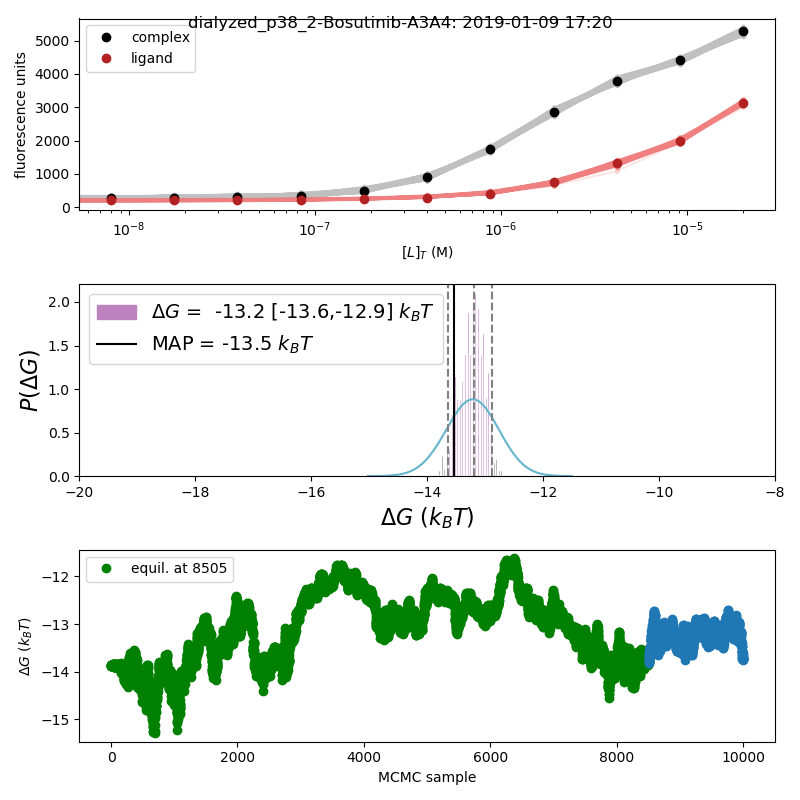 dialyzed_p38_2-Bosutinib-A3A4: 2019-01-09 17:20
complex
ligand
fluorescence units
5000
4000
3000
2000
1000
0
10⁻⁸ 10⁻⁷ 10⁻⁶ 10⁻⁵
[L]_T (M)
ΔG = -13.2 [-13.6,-12.9] k_BT
MAP = -13.5 k_BT
P(ΔG)
2.0
1.5
1.0
0.5
0.0
−20 −18 −16 −14 −12 −10 −8
ΔG (k_BT)
equil. at 8505
ΔG (k_BT)
−12
−13
−14
−15
0 2000 4000 6000 8000 10000
MCMC sample